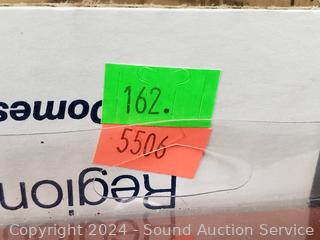 Domes
162.
5506
Region
Copyright © 2024 - Sound Auction Service